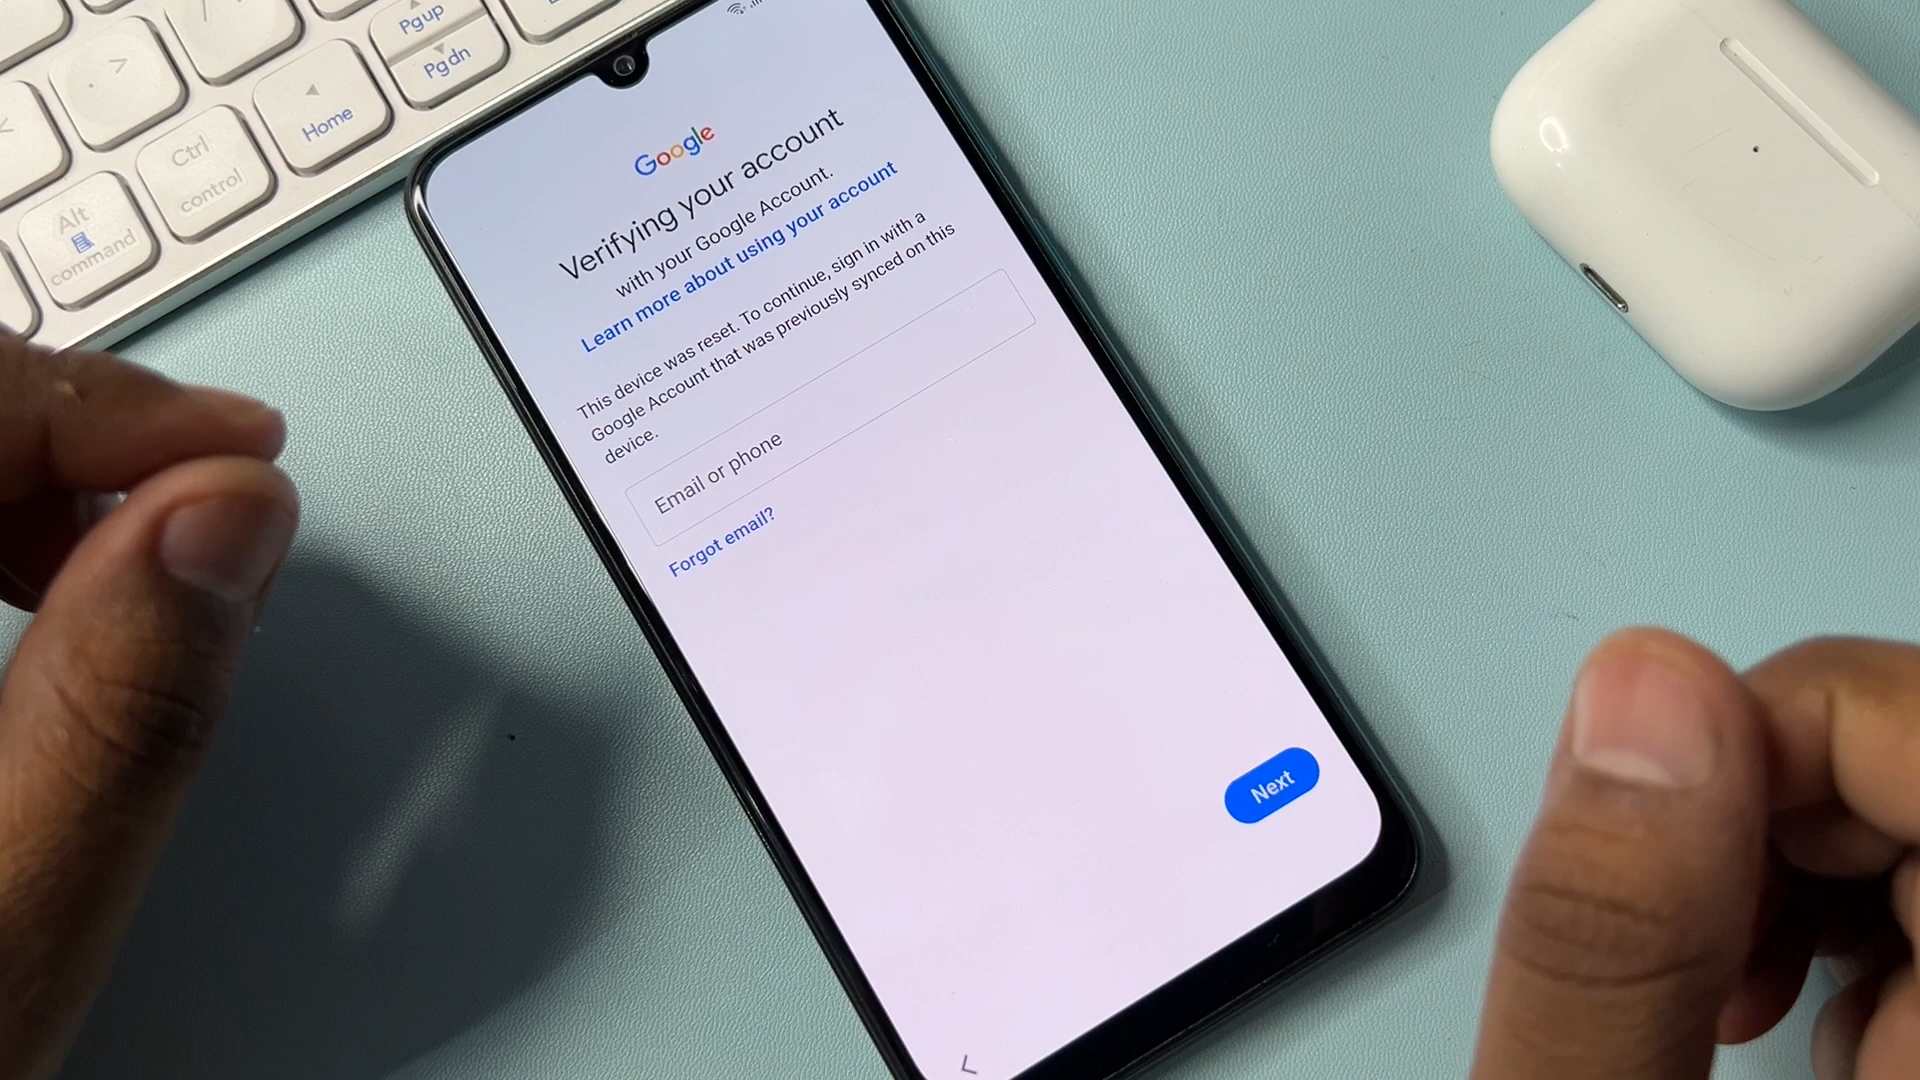 Pgup
Pgdn
>
Home
Ctrl
control
Alt
command
Google
Verifying your account
with your Google Account.
Learn more about using your account
This device was reset. To continue, sign in with a
Google Account that was previously synced on this
device.
Email or phone
Forgot email?
Next